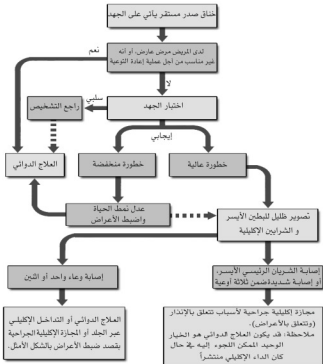 خناق صدر مستقر يأتي على الجهد
لدى المريض مرض عارض، أو أنه
غير مناسب من أجل عملية إعادة التوعية
نعم
لا
اختبار الجهد
سلبي
راجع التشخيص
إيجابي
خطورة عالية
خطورة منخفضة
العلاج الدوائي
عدل نمط الحياة
واضبط الأعراض
تصوير ظليل للبطين الأيسر
و الشرايين الإكليلية
إصابة الشريان الرئيسي الأيسر،
أو إصابة شديدة ضمن ثلاثة أوعية
إصابة وعاء واحد أو اثنين
مجازة إكليلية جراحية لأسباب تتعلق بالإنذار
(وتتعلق بالأعراض).
ملاحظة: قد يكون العلاج الدوائي هو الخيار
الوحيد الممكن اللجوء إليه في حال
كان الداء الإكليلي منتشراً
العلاج الدوائي أو التداخل الإكليلي
عبر الجلد أو المجازة الإكليلية الجراحية
بقصد ضبط الأعراض بالشكل الأمثل.